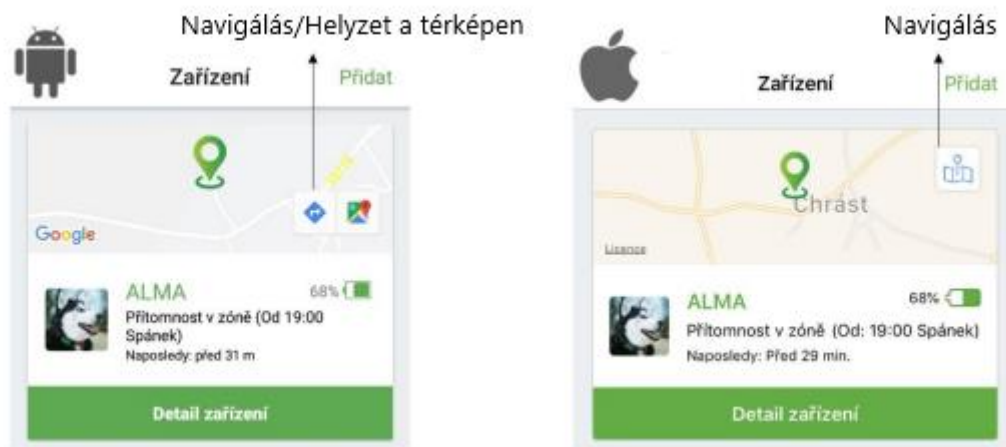 Navigálás/Helyzet a térképen
Zařízení
Přidat
Google
ALMA
68%
Přítomnost v zóně (Od 19:00
Spánek)
Naposledy: před 31 m
Detail zařízení
Navigálás
Zařízení
Přidat
Chrást
Licence
ALMA
68%
Přítomnost v zóně (Od: 19:00 Spánek)
Naposledy: Před 29 min.
Detail zařízení